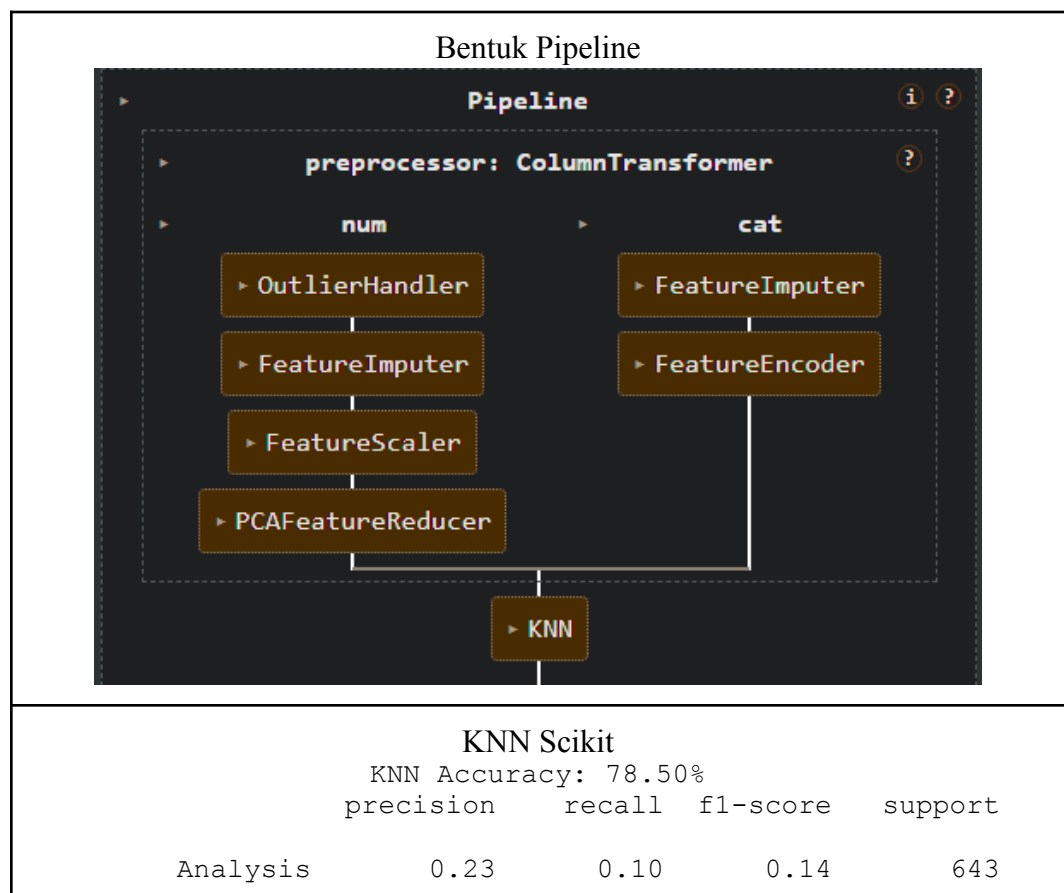 Bentuk Pipeline
Pipeline i ?
preprocessor: ColumnTransformer ?
num cat
OutlierHandler FeatureImputer
FeatureImputer FeatureEncoder
FeatureScaler
PCAFeatureReducer
KNN
KNN Scikit
KNN Accuracy: 78.50%
precision recall f1-score support
Analysis 0.23 0.10 0.14 643